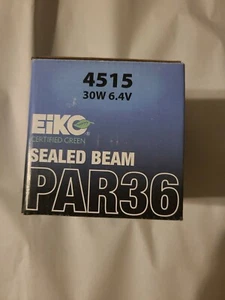 4515
30W 6.4V
EiKO
CERTIFIED GREEN
SEALED BEAM
PAR36